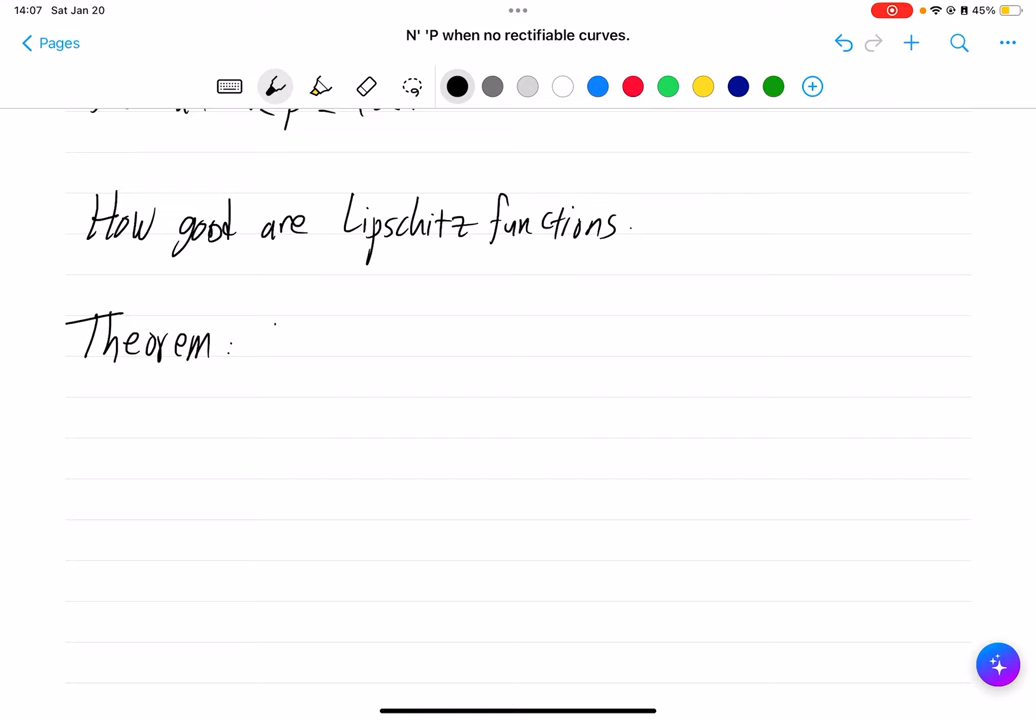 14:07 Sat Jan 20
45%
Pages
N' 'P when no rectifiable curves.
How good are Lipschitz functions.
Theorem: